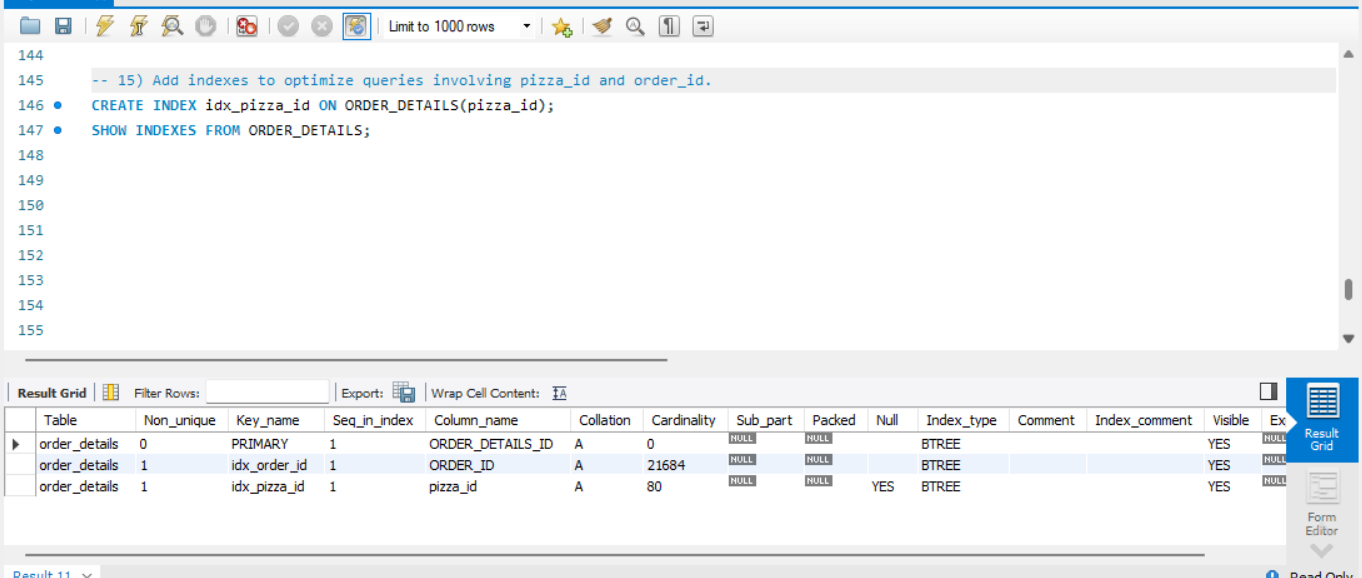 Limit to 1000 rows
144
145 -- 15) Add indexes to optimize queries involving pizza_id and order_id.
146 CREATE INDEX idx_pizza_id ON ORDER_DETAILS(pizza_id);
147 SHOW INDEXES FROM ORDER_DETAILS;
148
149
150
151
152
153
154
155
Result Grid Filter Rows: Export: Wrap Cell Content: IA
Table Non_unique Key_name Seq_in_index Column_name Collation Cardinality Sub_part Packed Null Index_type Comment Index_comment Visible Ex
order_details 0 PRIMARY 1 ORDER_DETAILS_ID A 0 NULL NULL BTREE YES NULL
order_details 1 idx_order_id 1 ORDER_ID A 21684 NULL NULL BTREE YES NULL
order_details 1 idx_pizza_id 1 pizza_id A 80 NULL NULL YES BTREE YES NULL
Result
Grid
Form
Editor
Result 11 Read Only